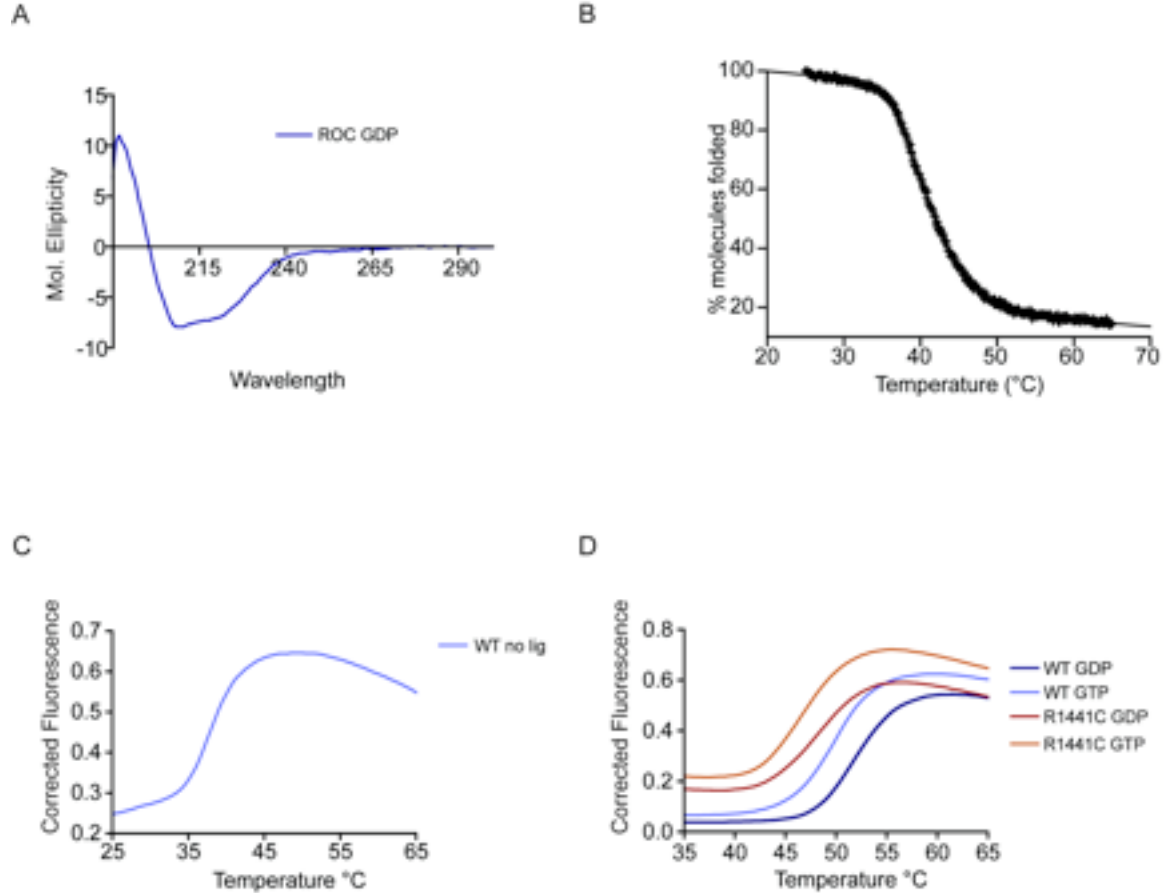 A
B
15
10
5
0
-5
-10
Mol. Ellipticity
ROC GDP
215
240
265
290
Wavelength
100
80
60
40
20
% molecules folded
20
30
40
50
60
70
Temperature (°C)
C
D
0.7
0.6
0.5
0.4
0.3
0.2
Corrected Fluorescence
WT no lig
25
35
45
55
65
Temperature °C
0.8
0.6
0.4
0.2
0.0
Corrected Fluorescence
WT GDP
WT GTP
R1441C GDP
R1441C GTP
35
40
45
50
55
60
65
Temperature °C